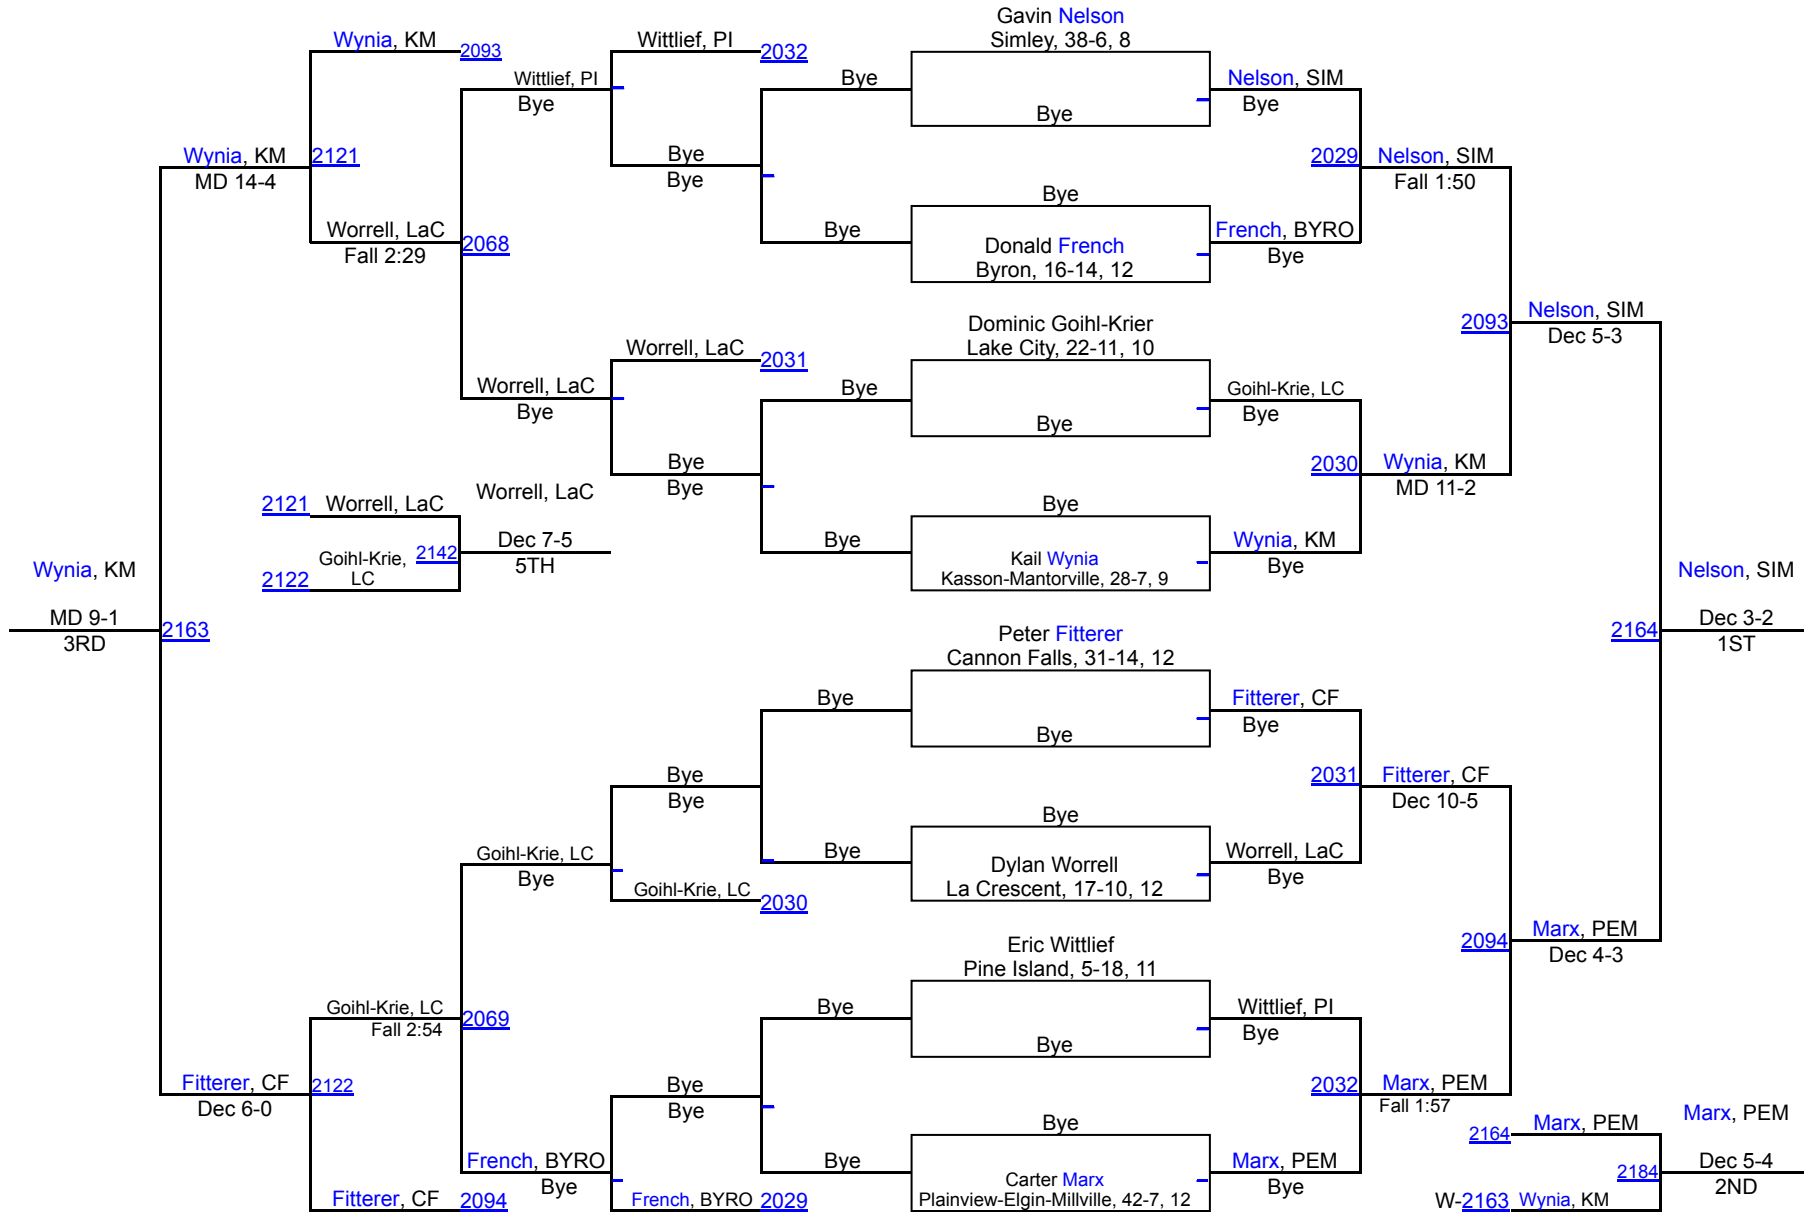 Gavin Nelson
Simley, 38-6, 8
Wynia, KM 2093
Wittlief, PI 2032
Wittlief, PI
Bye
Bye
Bye
Nelson, SIM
Bye
Wynia, KM 2121
MD 14-4
Bye
Bye
2029 Nelson, SIM
Fall 1:50
Bye
Worrell, LaC 2068
Fall 2:29
Bye
Donald French
Byron, 16-14, 12
French, BYRO
Bye
Dominic Goihl-Krier
Lake City, 22-11, 10
2093 Nelson, SIM
Dec 5-3
Worrell, LaC 2031
Worrell, LaC
Bye
Bye
Bye
Goihl-Krie, LC
Bye
Bye
Bye
2030 Wynia, KM
MD 11-2
2121 Worrell, LaC
Worrell, LaC
Bye
Goihl-Krie,
LC
2122
2142 Dec 7-5
5TH
Bye
Kail Wynia
Kasson-Mantorville, 28-7, 9
Wynia, KM
Bye
Wynia, KM
Nelson, SIM
MD 9-1 2163
3RD
2164 Dec 3-2
1ST
Peter Fitterer
Cannon Falls, 31-14, 12
Bye
Bye
Fitterer, CF
Bye
Bye
Bye
2031 Fitterer, CF
Dec 10-5
Bye
Goihl-Krie, LC
Bye
Bye
Dylan Worrell
La Crescent, 17-10, 12
Worrell, LaC
Bye
Goihl-Krie, LC 2030
Eric Wittlief
Pine Island, 5-18, 11
2094 Marx, PEM
Dec 4-3
Goihl-Krie, LC 2069
Fall 2:54
Bye
Bye
Wittlief, PI
Bye
Fitterer, CF 2122
Dec 6-0
Bye
Bye
2032 Marx, PEM
Fall 1:57
Bye
2164 Marx, PEM
Marx, PEM
French, BYRO
Bye
Bye
Carter Marx
Plainview-Elgin-Millville, 42-7, 12
Marx, PEM
Bye
2184 Dec 5-4
2ND
Fitterer, CF 2094
French, BYRO 2029
W-2163 Wynia, KM